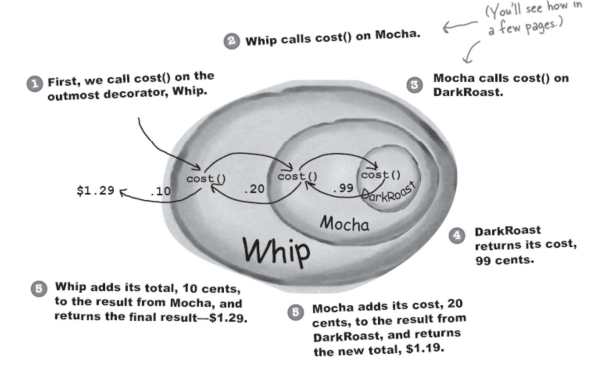 (You'll see how in
a few pages.)
2 Whip calls cost() on Mocha.
1 First, we call cost() on the
outmost decorator, Whip.
3 Mocha calls cost() on
DarkRoast.
$1.29
.10
cost()
.20
cost()
.99
cost()
DarkRoast
Mocha
Whip
4 DarkRoast
returns its cost,
99 cents.
5 Whip adds its total, 10 cents,
to the result from Mocha, and
returns the final result—$1.29.
5 Mocha adds its cost, 20
cents, to the result from
DarkRoast, and returns
the new total, $1.19.